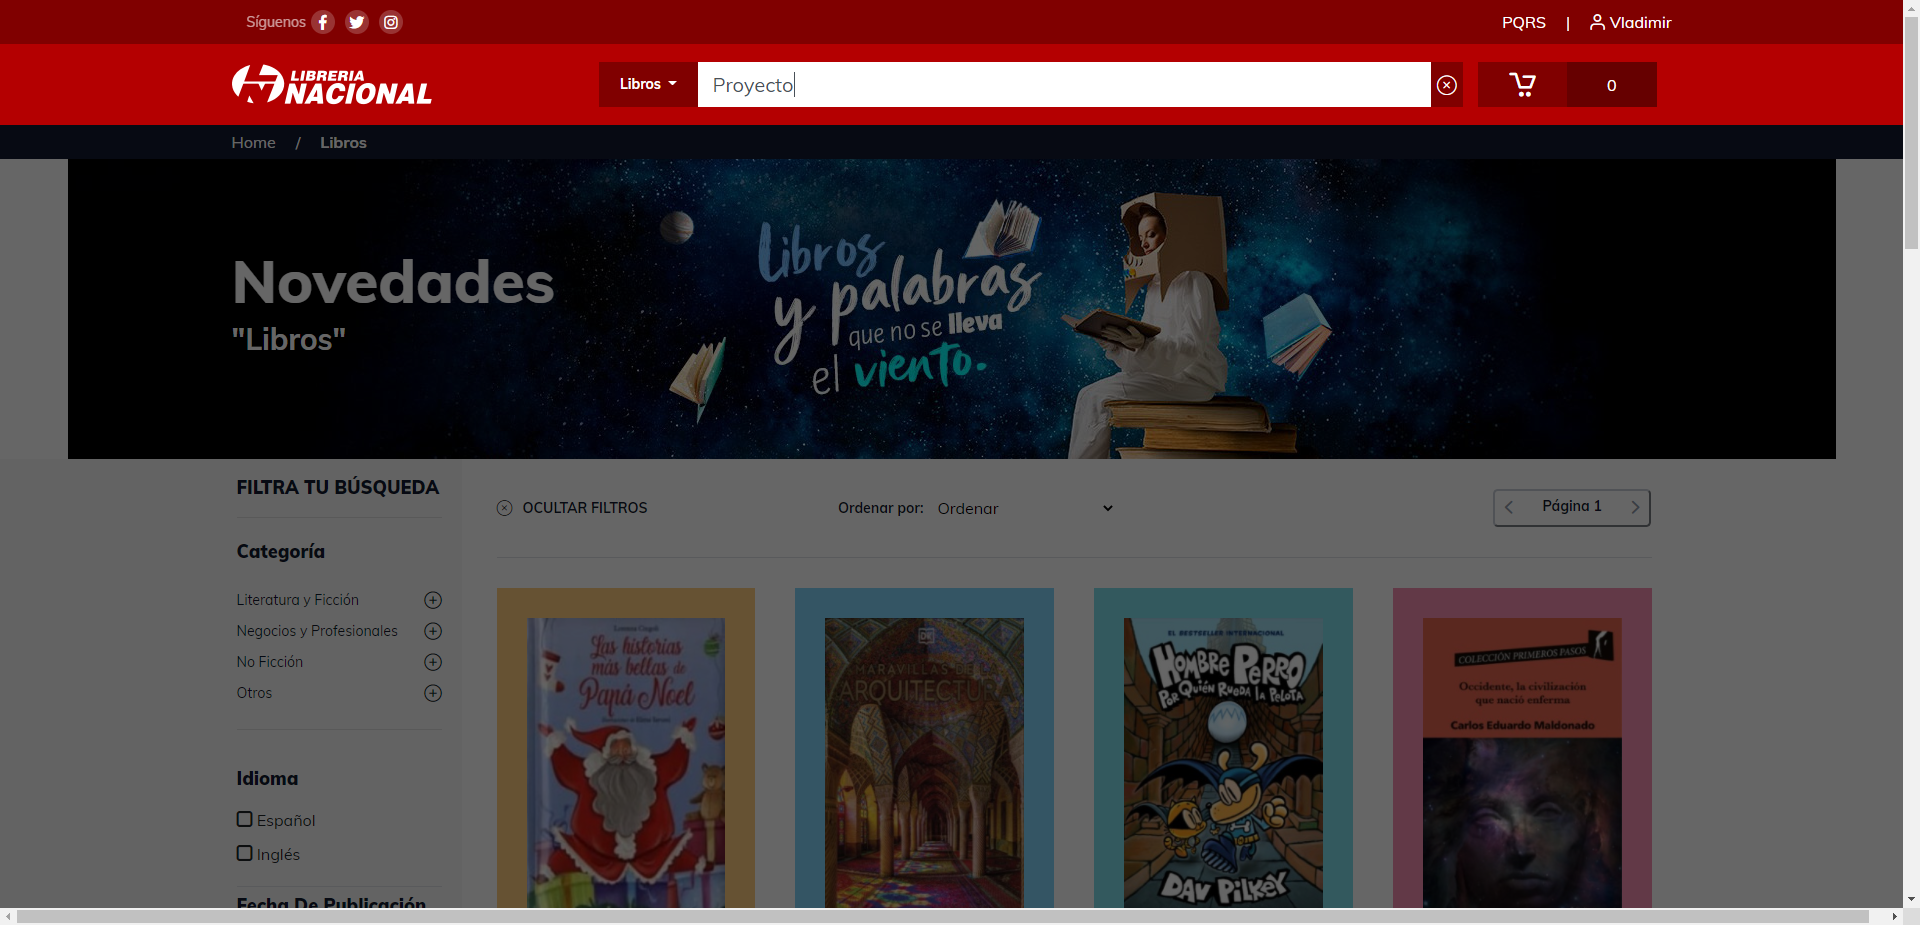 Síguenos
PQRS | Vladimir
LIBRERIA
NACIONAL
Libros
Proyecto
0
Home / Libros
Novedades
"Libros"
Libros
y palabras
que no se lleva
el viento.
FILTRA TU BÚSQUEDA
OCULTAR FILTROS
Ordenar por: Ordenar
Página 1
Categoría
Literatura y Ficción
Negocios y Profesionales
No Ficción
Otros
Idioma
Español
Inglés
Fecha De Publicación
Las historias
más bellas de
Papá Noel
DK
MARAVILLAS DE LA
ARQUITECTURA
EL BESTSELLER INTERNACIONAL
HOMBRE PERRO
POR QUIÉN RUEDA LA PELOTA
DAV PILKEY
COLECCIÓN PRIMEROS PASOS
Occidente, la civilización
que nació enferma
Carlos Eduardo Maldonado